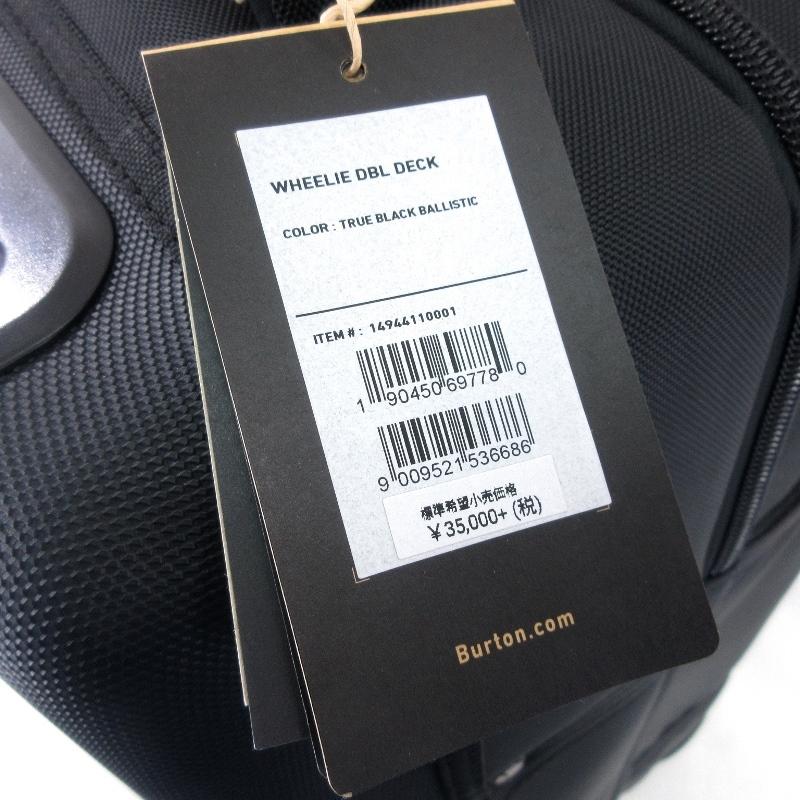 WHEELIE DBL DECK
COLOR : TRUE BLACK BALLISTIC
ITEM # : 14944110001
1 90450 69778 0
9 009521 536686
標準希望小売価格
¥35,000+ (税)
Burton.com